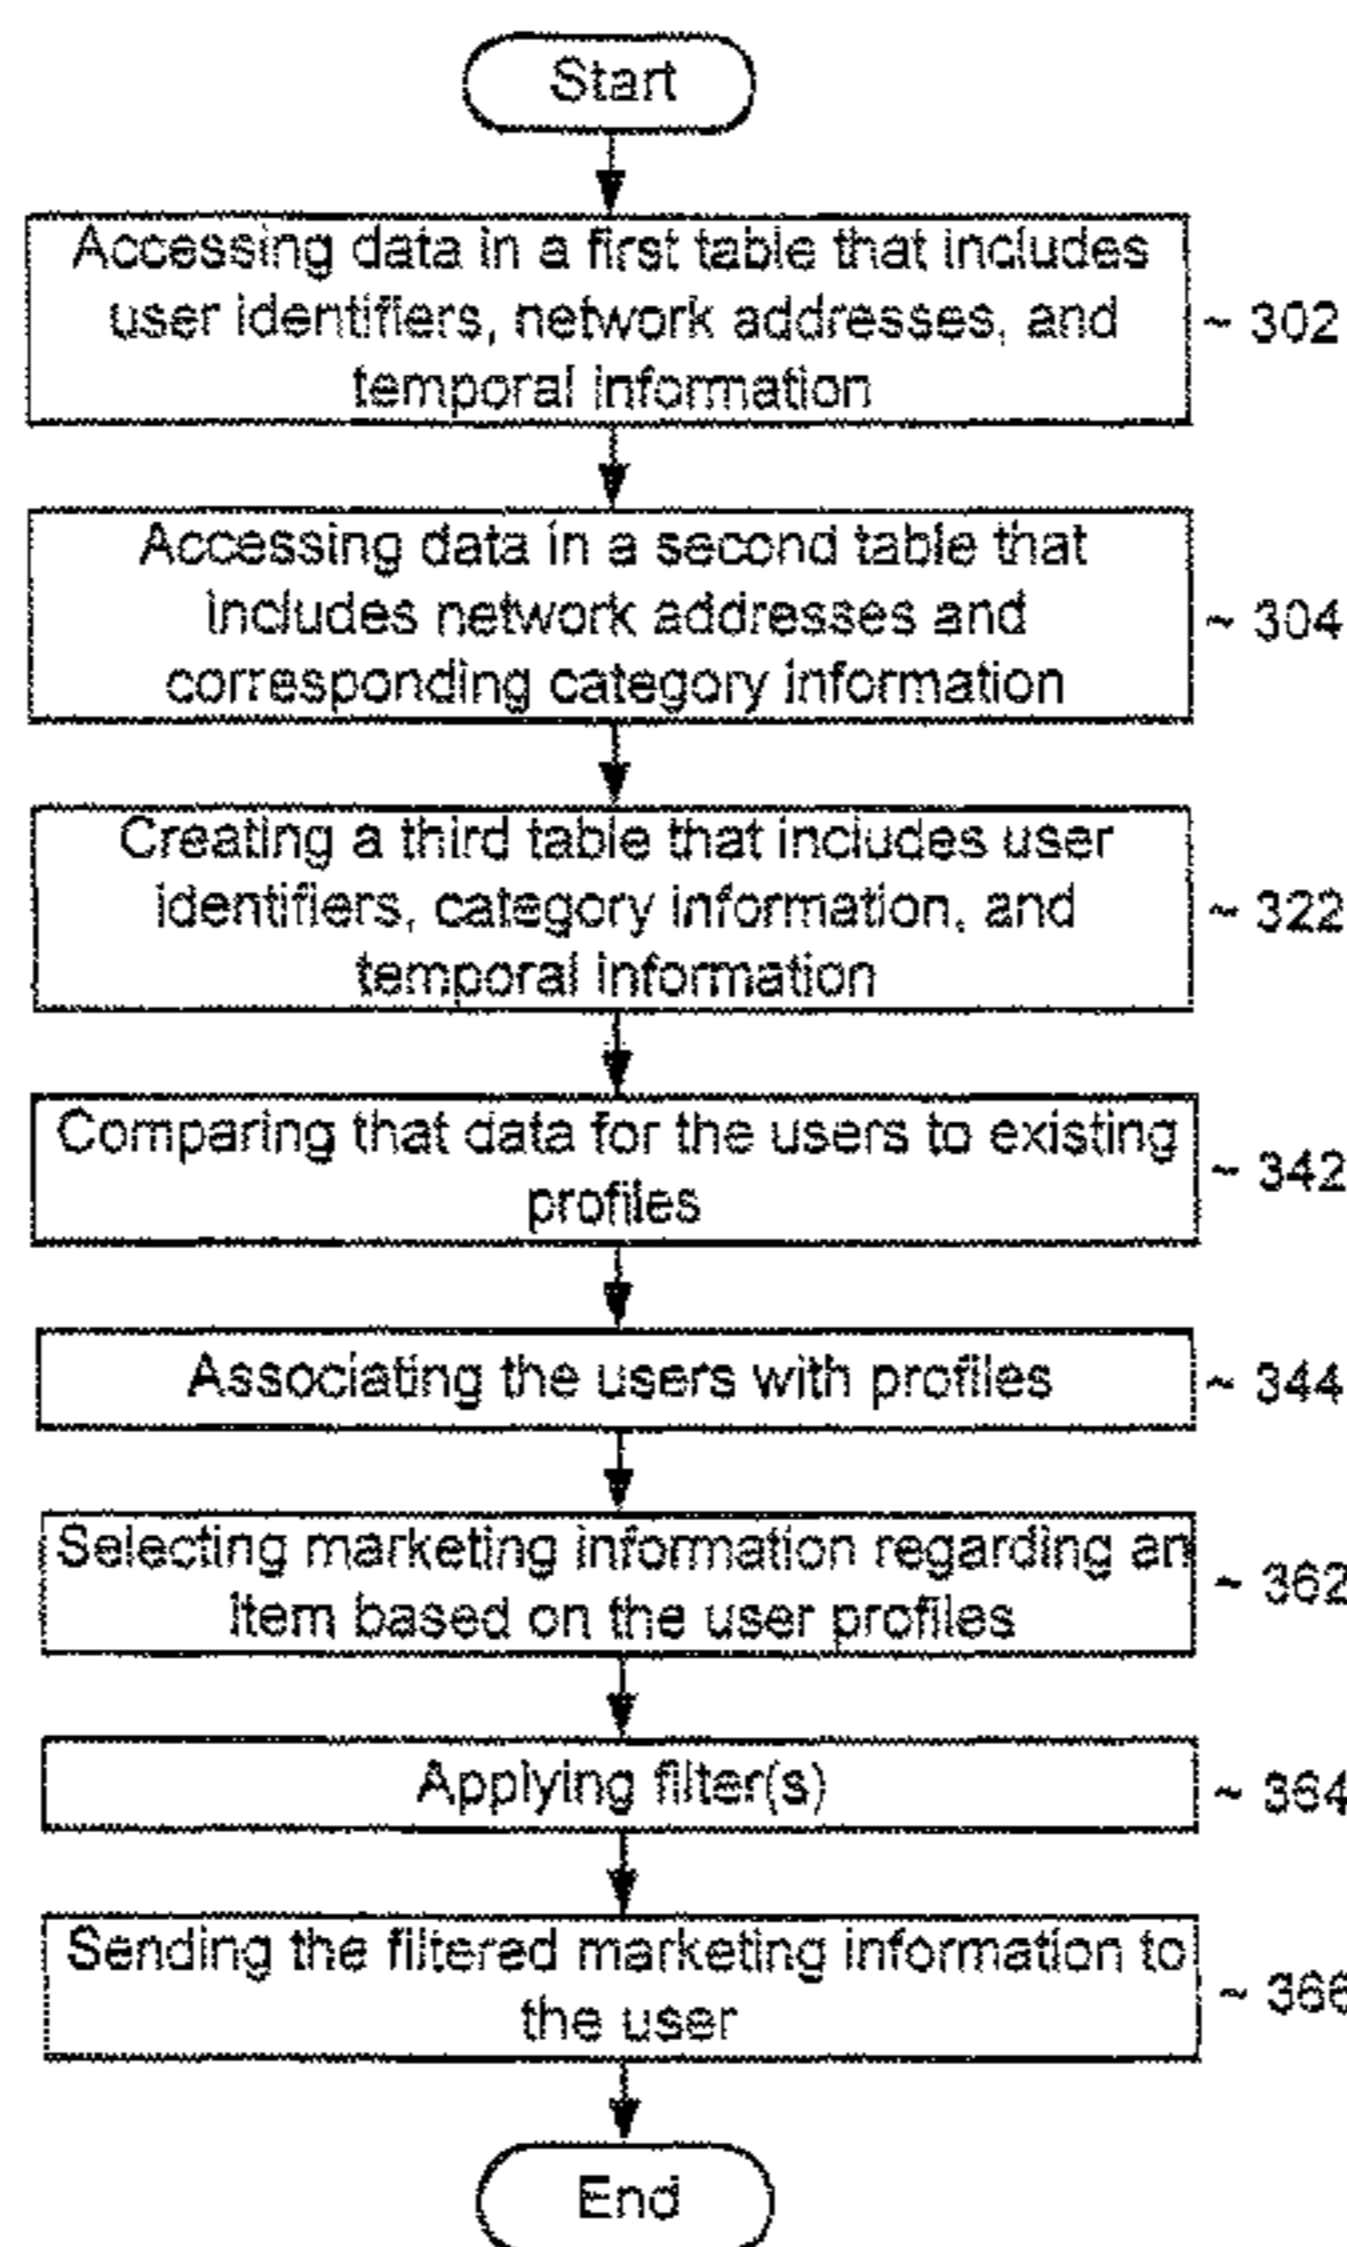 Start
Accessing data in a first table that includes
user identifiers, network addresses, and
temporal information
~ 302
Accessing data in a second table that
includes network addresses and
corresponding category information
~ 304
Creating a third table that includes user
identifiers, category information, and
temporal information
~ 322
Comparing that data for the users to existing
profiles
~ 342
Associating the users with profiles
~ 344
Selecting marketing information regarding an
item based on the user profiles
~ 362
Applying filter(s)
~ 364
Sending the filtered marketing information to
the user
~ 366
End